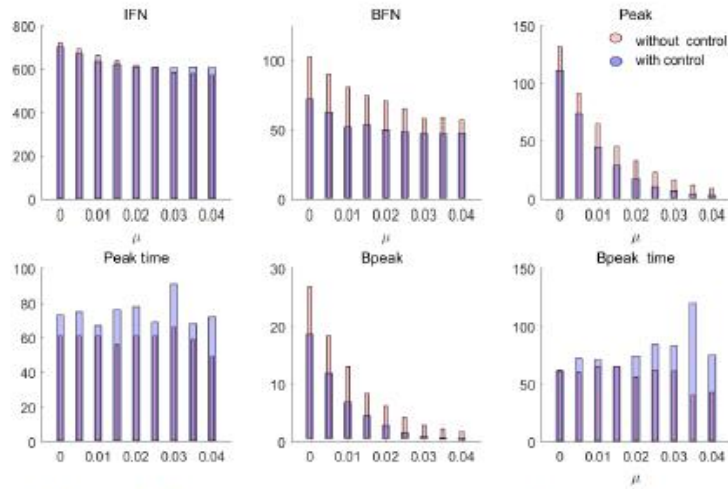 IFN
BFN
Peak
without control
with control
800
600
400
200
0
0 0.01 0.02 0.03 0.04
μ
100
50
0
0 0.01 0.02 0.03 0.04
μ
150
100
50
0
0 0.01 0.02 0.03 0.04
μ
Peak time
Bpeak
Bpeak time
100
80
60
40
20
0
0 0.01 0.02 0.03 0.04
30
20
10
0
0 0.01 0.02 0.03 0.04
150
100
50
0
0 0.01 0.02 0.03 0.04
μ